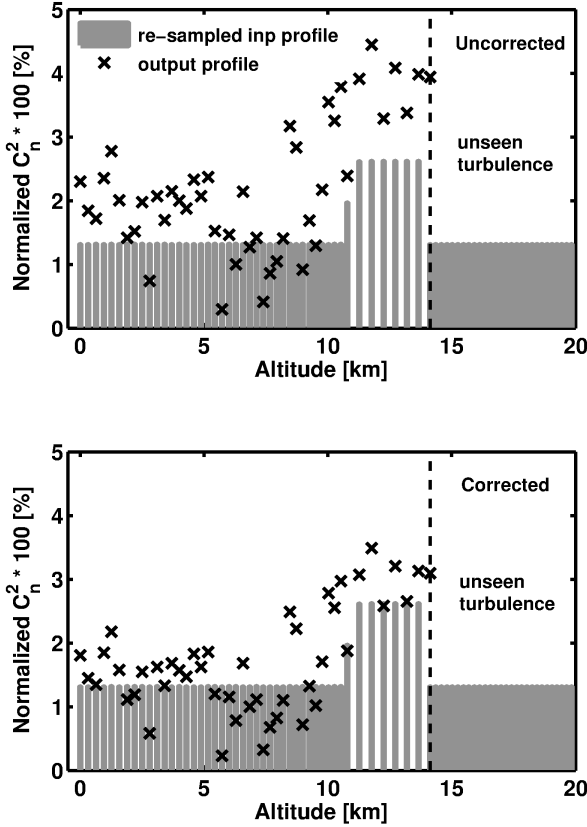 5
4
3
2
1
0
0 5 10 15 20
Normalized C_n^2 * 100 [%]
Altitude [km]
re-sampled inp profile
output profile
Uncorrected
unseen
turbulence
5
4
3
2
1
0
0 5 10 15 20
Normalized C_n^2 * 100 [%]
Altitude [km]
Corrected
unseen
turbulence